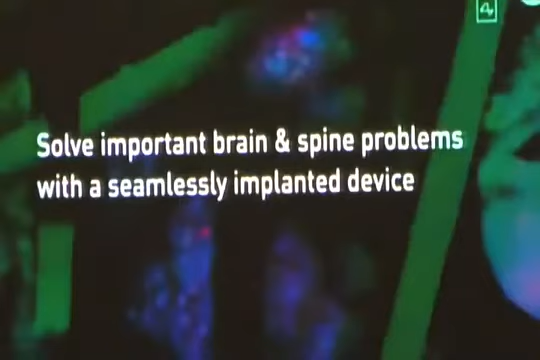 Solve important brain & spine problems
with a seamlessly implanted device